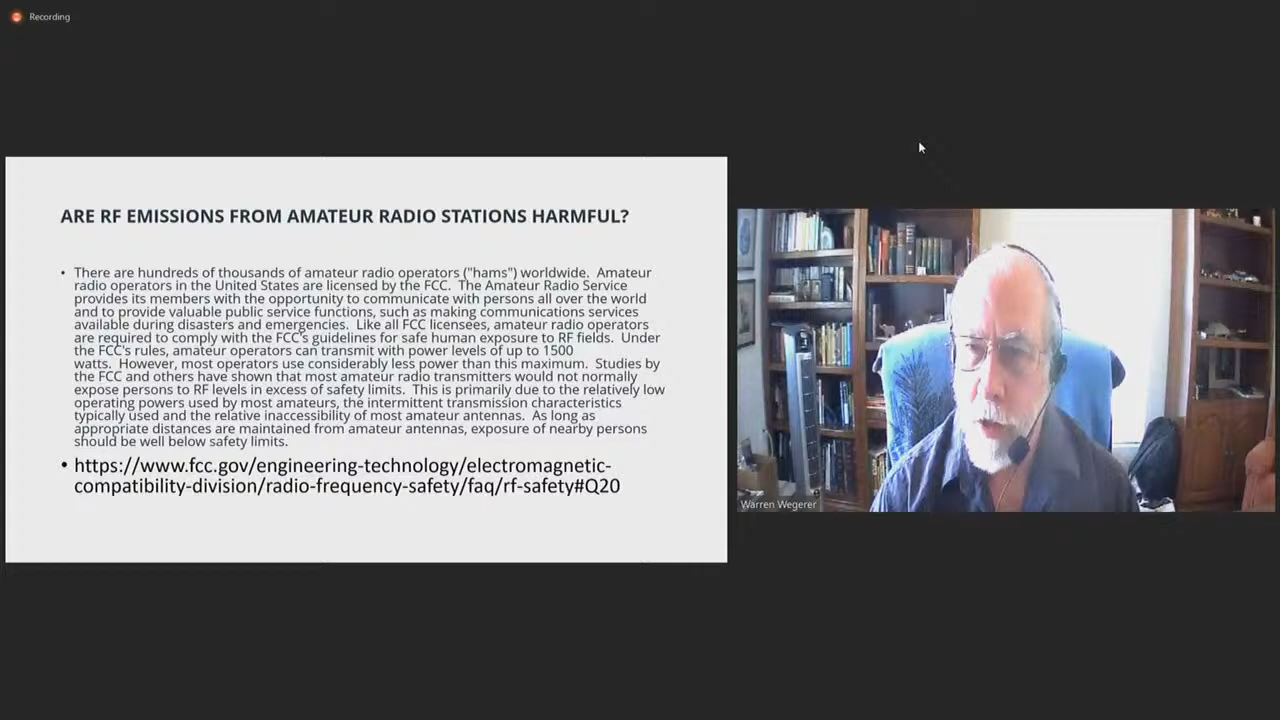 Recording
ARE RF EMISSIONS FROM AMATEUR RADIO STATIONS HARMFUL?
• There are hundreds of thousands of amateur radio operators ("hams") worldwide. Amateur
radio operators in the United States are licensed by the FCC. The Amateur Radio Service
provides its members with the opportunity to communicate with persons all over the world
and to provide valuable public service functions, such as making communications services
available during disasters and emergencies. Like all FCC licensees, amateur radio operators
are required to comply with the FCC's guidelines for safe human exposure to RF fields. Under
the FCC's rules, amateur operators can transmit with power levels of up to 1500
watts. However, most operators use considerably less power than this maximum. Studies by
the FCC and others have shown that most amateur radio transmitters would not normally
expose persons to RF levels in excess of safety limits. This is primarily due to the relatively low
operating powers used by most amateurs, the intermittent transmission characteristics
typically used and the relative inaccessibility of most amateur antennas. As long as
appropriate distances are maintained from amateur antennas, exposure of nearby persons
should be well below safety limits.
• https://www.fcc.gov/engineering-technology/electromagnetic-
compatibility-division/radio-frequency-safety/faq/rf-safety#Q20
Warren Wegerer